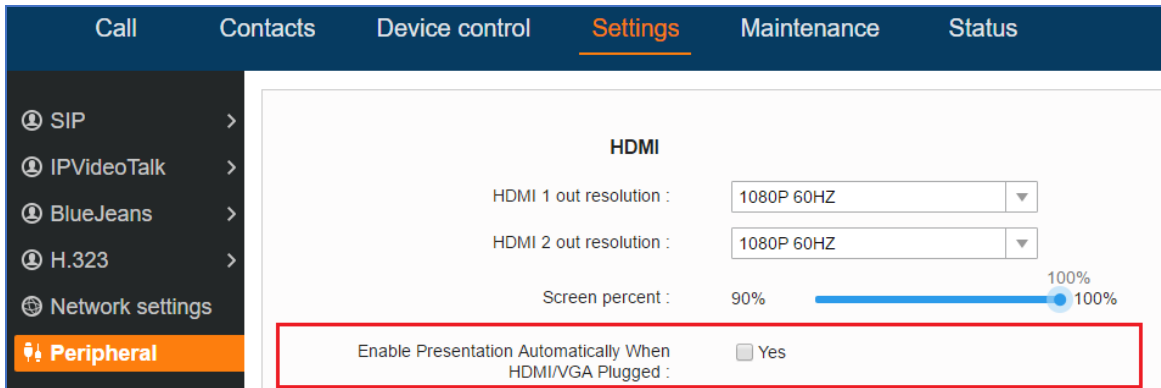 Call Contacts Device control Settings Maintenance Status
SIP
IPVideoTalk
BlueJeans
H.323
Network settings
Peripheral
HDMI
HDMI 1 out resolution : 1080P 60HZ
HDMI 2 out resolution : 1080P 60HZ
100%
Screen percent : 90% 100%
Enable Presentation Automatically When Yes
HDMI/VGA Plugged :